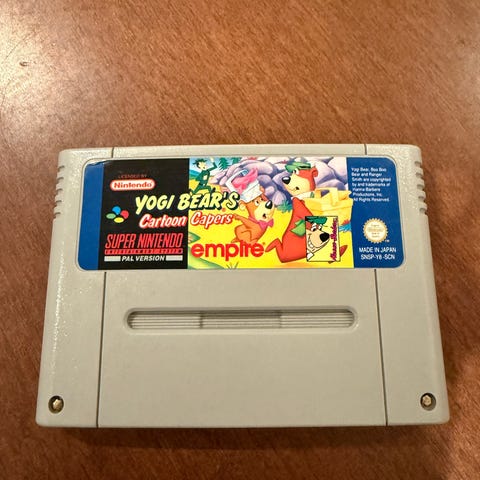 LICENSED BY
Nintendo
YOGI BEAR'S
Cartoon Capers
SUPER NINTENDO
ENTERTAINMENT SYSTEM
PAL VERSION
empire
Yogi Bear, Boo Boo
Bear and Ranger
Smith are copyrighted
by and trademarks of
Hanna-Barbera
Productions, Inc.
All Rights Reserved.
MADE IN JAPAN
SNSP-Y8-SCN